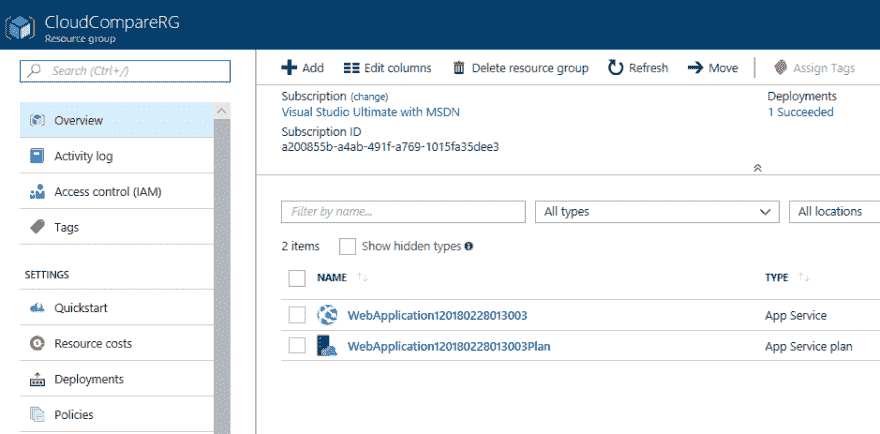 CloudCompareRG
Resource group
Search (Ctrl+/)
Overview
Activity log
Access control (IAM)
Tags
SETTINGS
Quickstart
Resource costs
Deployments
Policies
Add Edit columns Delete resource group Refresh Move Assign Tags
Subscription (change) Deployments
Visual Studio Ultimate with MSDN 1 Succeeded
Subscription ID
a200855b-a4ab-491f-a769-1015fa35dee3
Filter by name... All types All locations
2 items Show hidden types
NAME TYPE
WebApplication120180228013003 App Service
WebApplication120180228013003Plan App Service plan